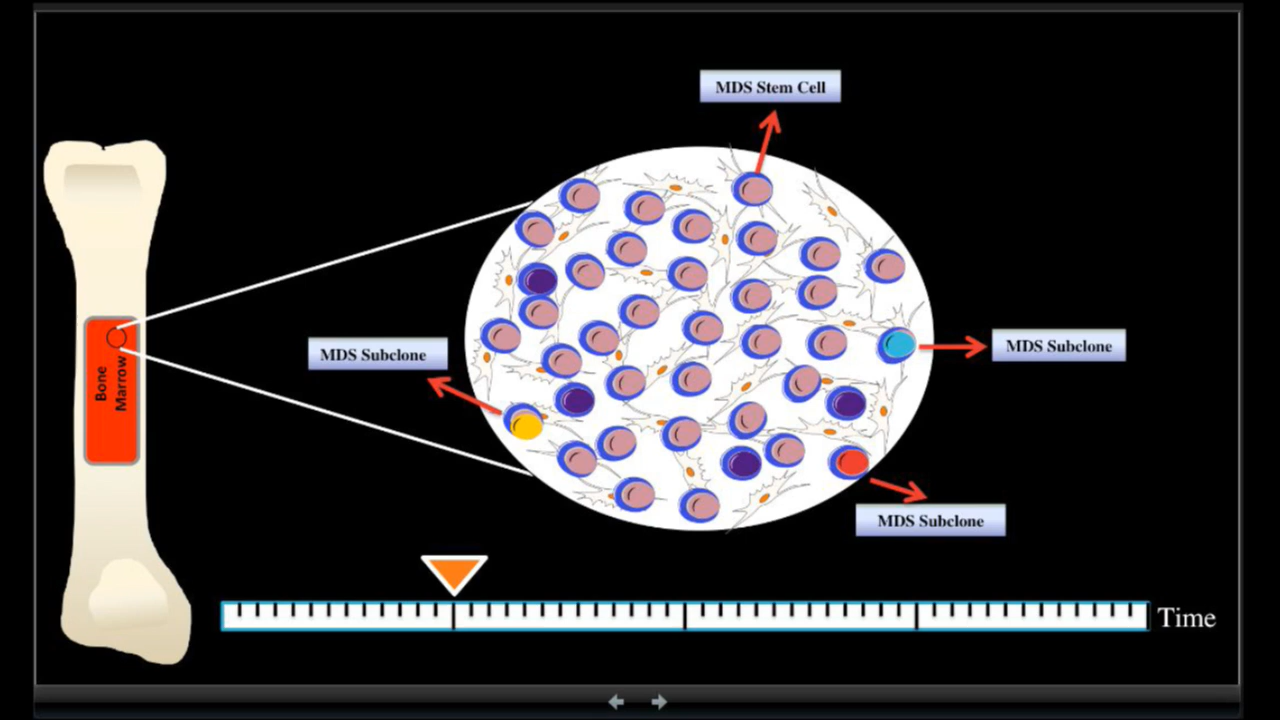 MDS Stem Cell
MDS Subclone
MDS Subclone
Bone
Marrow
MDS Subclone
Time